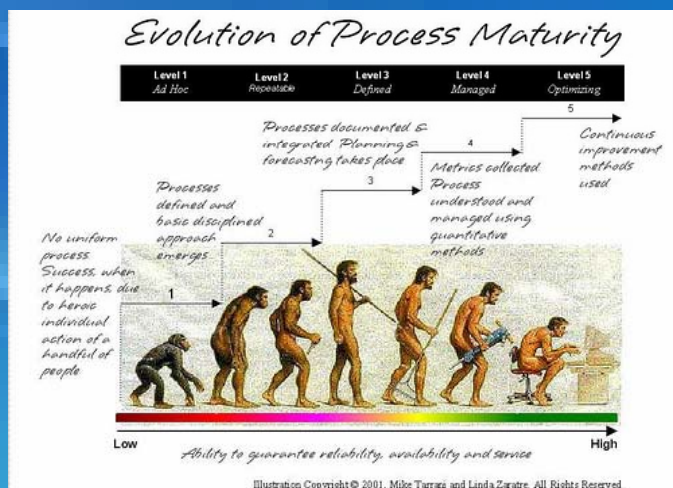 Evolution of Process Maturity
Level 1
Ad Hoc
Level 2
Repeatable
Level 3
Defined
Level 4
Managed
Level 5
Optimizing
No uniform
process
Success, when
it happens, due
to heroic
individual
action of a
handful of
people
1
Processes
defined and
basic disciplined
approach
emerges
2
Processes documented &
integrated Planning &
forecastng takes place
3
Metrics collected
Process
understood and
managed using
quantitative
methods
4
Continuous
improvement
methods
used
5
Low
High
Ability to guarantee reliability, availability and service
Illustration Copyright © 2001, Mike Tarrani and Linda Zaratre. All Rights Reserved